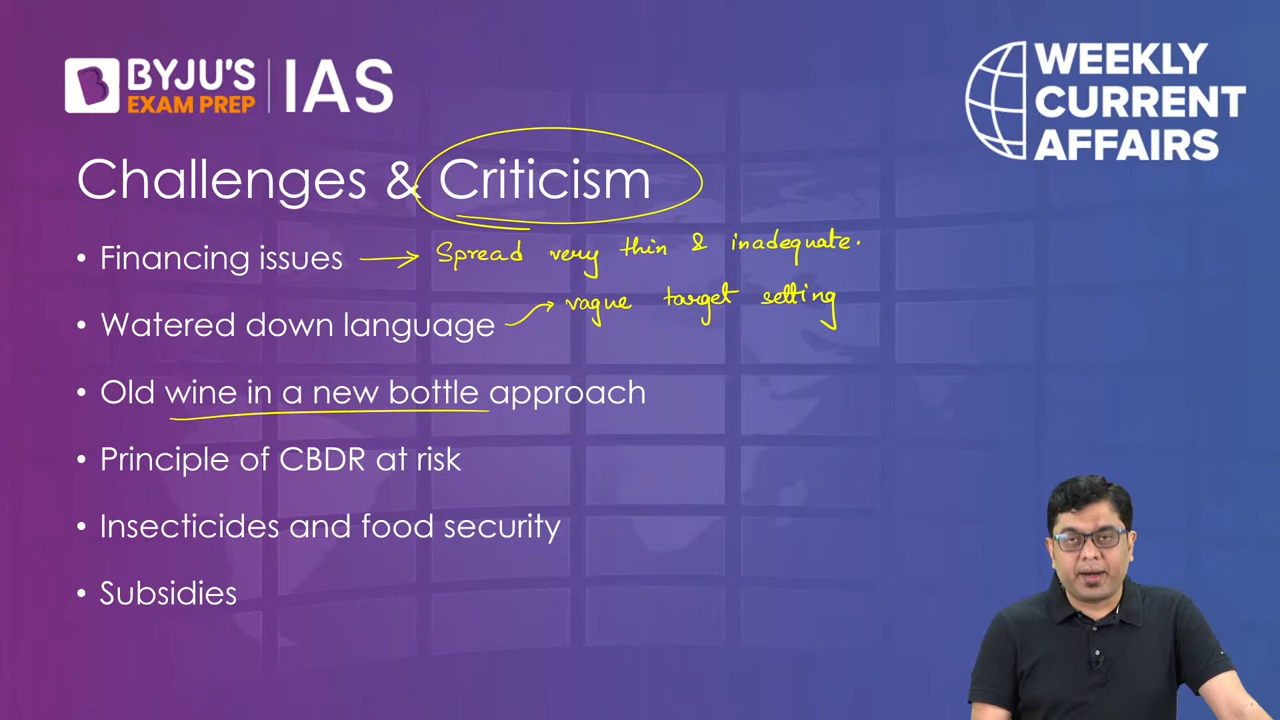 BYJU'S
EXAM PREP
IAS
WEEKLY
CURRENT
AFFAIRS
Challenges & Criticism
• Financing issues → Spread very thin & inadequate.
• Watered down language → vague target setting
• Old wine in a new bottle approach
• Principle of CBDR at risk
• Insecticides and food security
• Subsidies